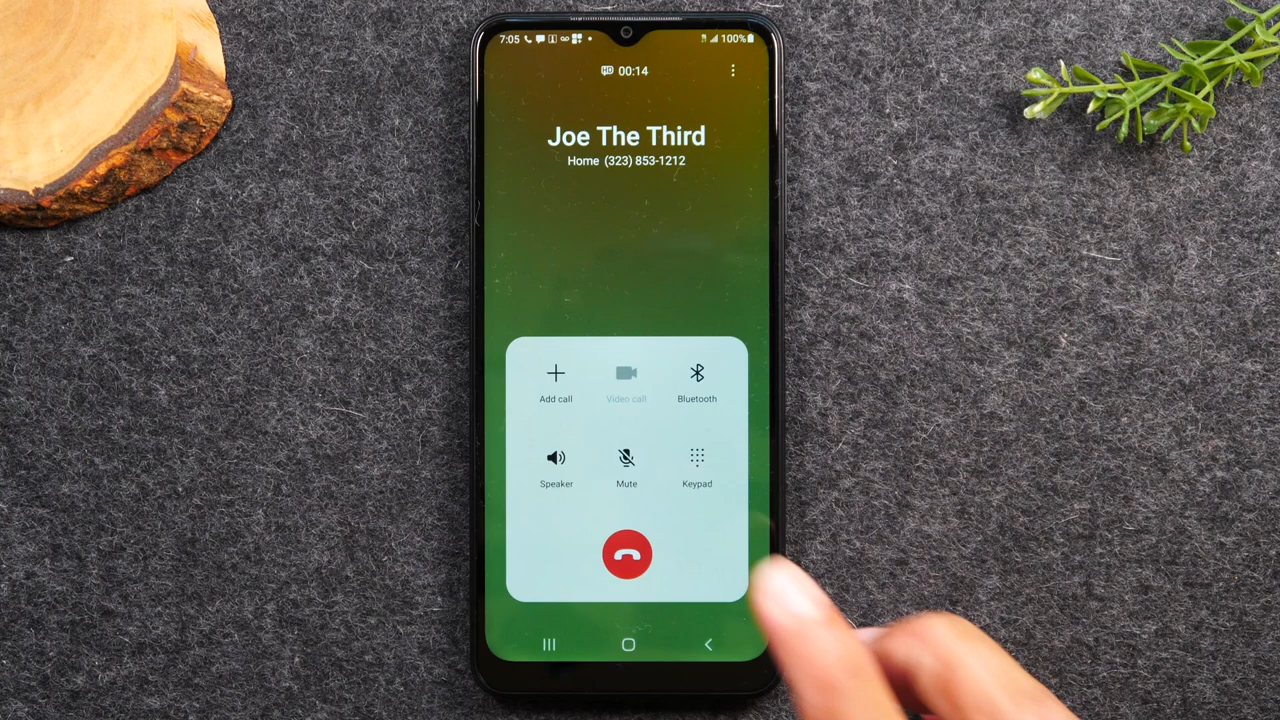 7:05 100%
HD 00:14
Joe The Third
Home (323) 853-1212
Add call Video call Bluetooth
Speaker Mute Keypad